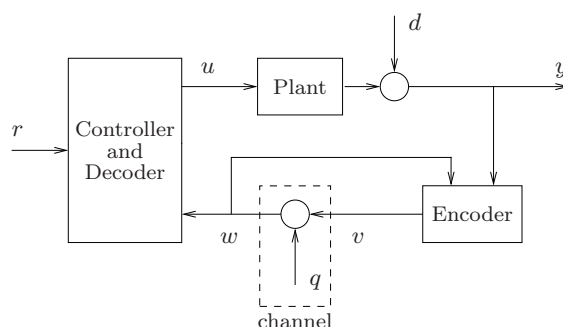 d
u
y
Plant
r
Controller
and
Decoder
Encoder
w
v
q
channel